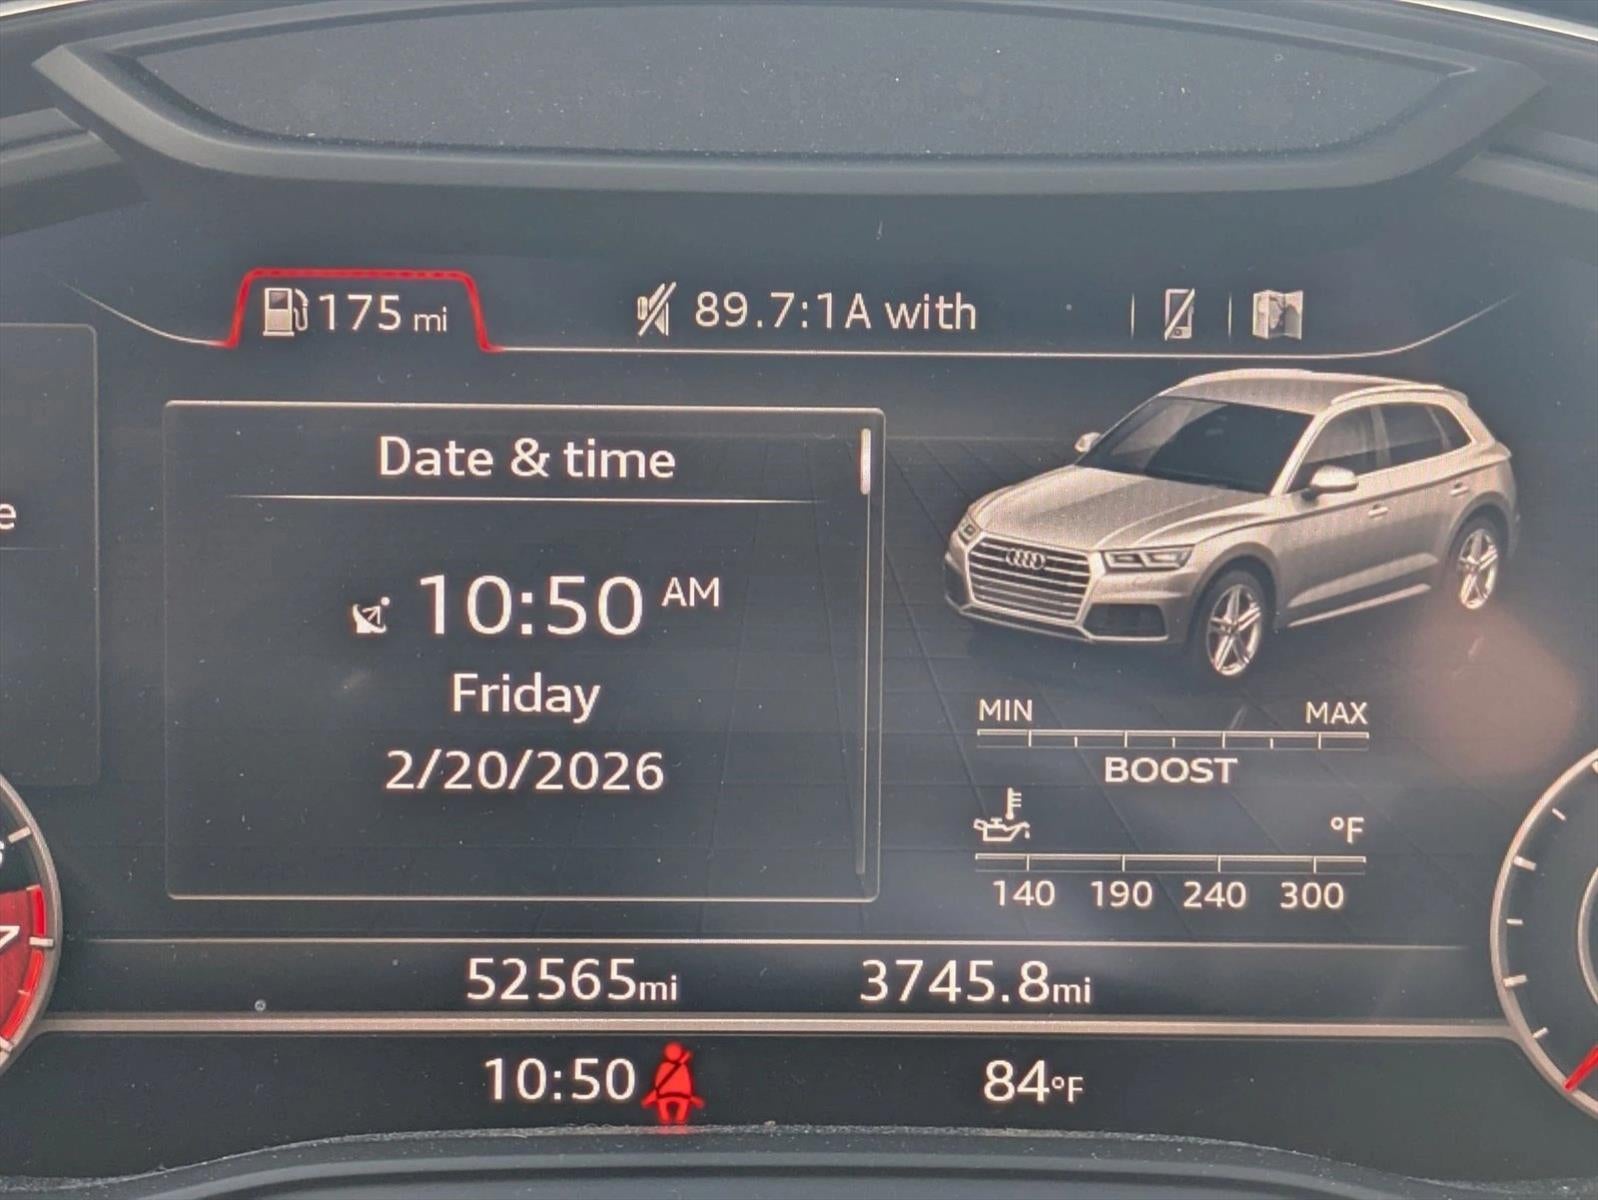 175 mi
89.7:1A with
Date & time
e
10:50 AM
Friday
2/20/2026
MIN MAX
BOOST
°F
140 190 240 300
7
52565mi 3745.8mi
10:50 84°F